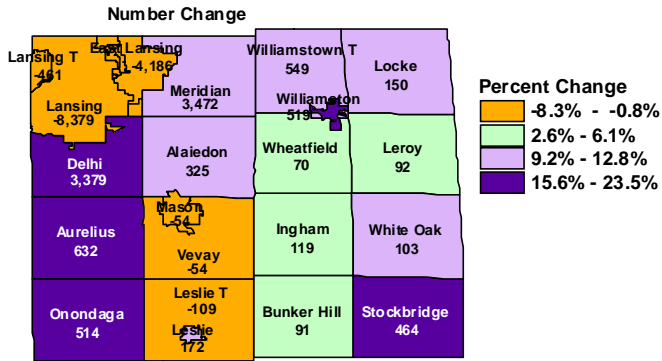 Number Change
Lansing T
-461
East Lansing
-4,186
Lansing
-8,379
Meridian
3,472
Williamstown T
549
Locke
150
Williamston
519
Delhi
3,379
Alaiedon
325
Wheatfield
70
Leroy
92
Mason
-54
Aurelius
632
Vevay
-54
Ingham
119
White Oak
103
Onondaga
514
Leslie T
-109
Leslie
172
Bunker Hill
91
Stockbridge
464
Percent Change
-8.3% - -0.8%
2.6% - 6.1%
9.2% - 12.8%
15.6% - 23.5%